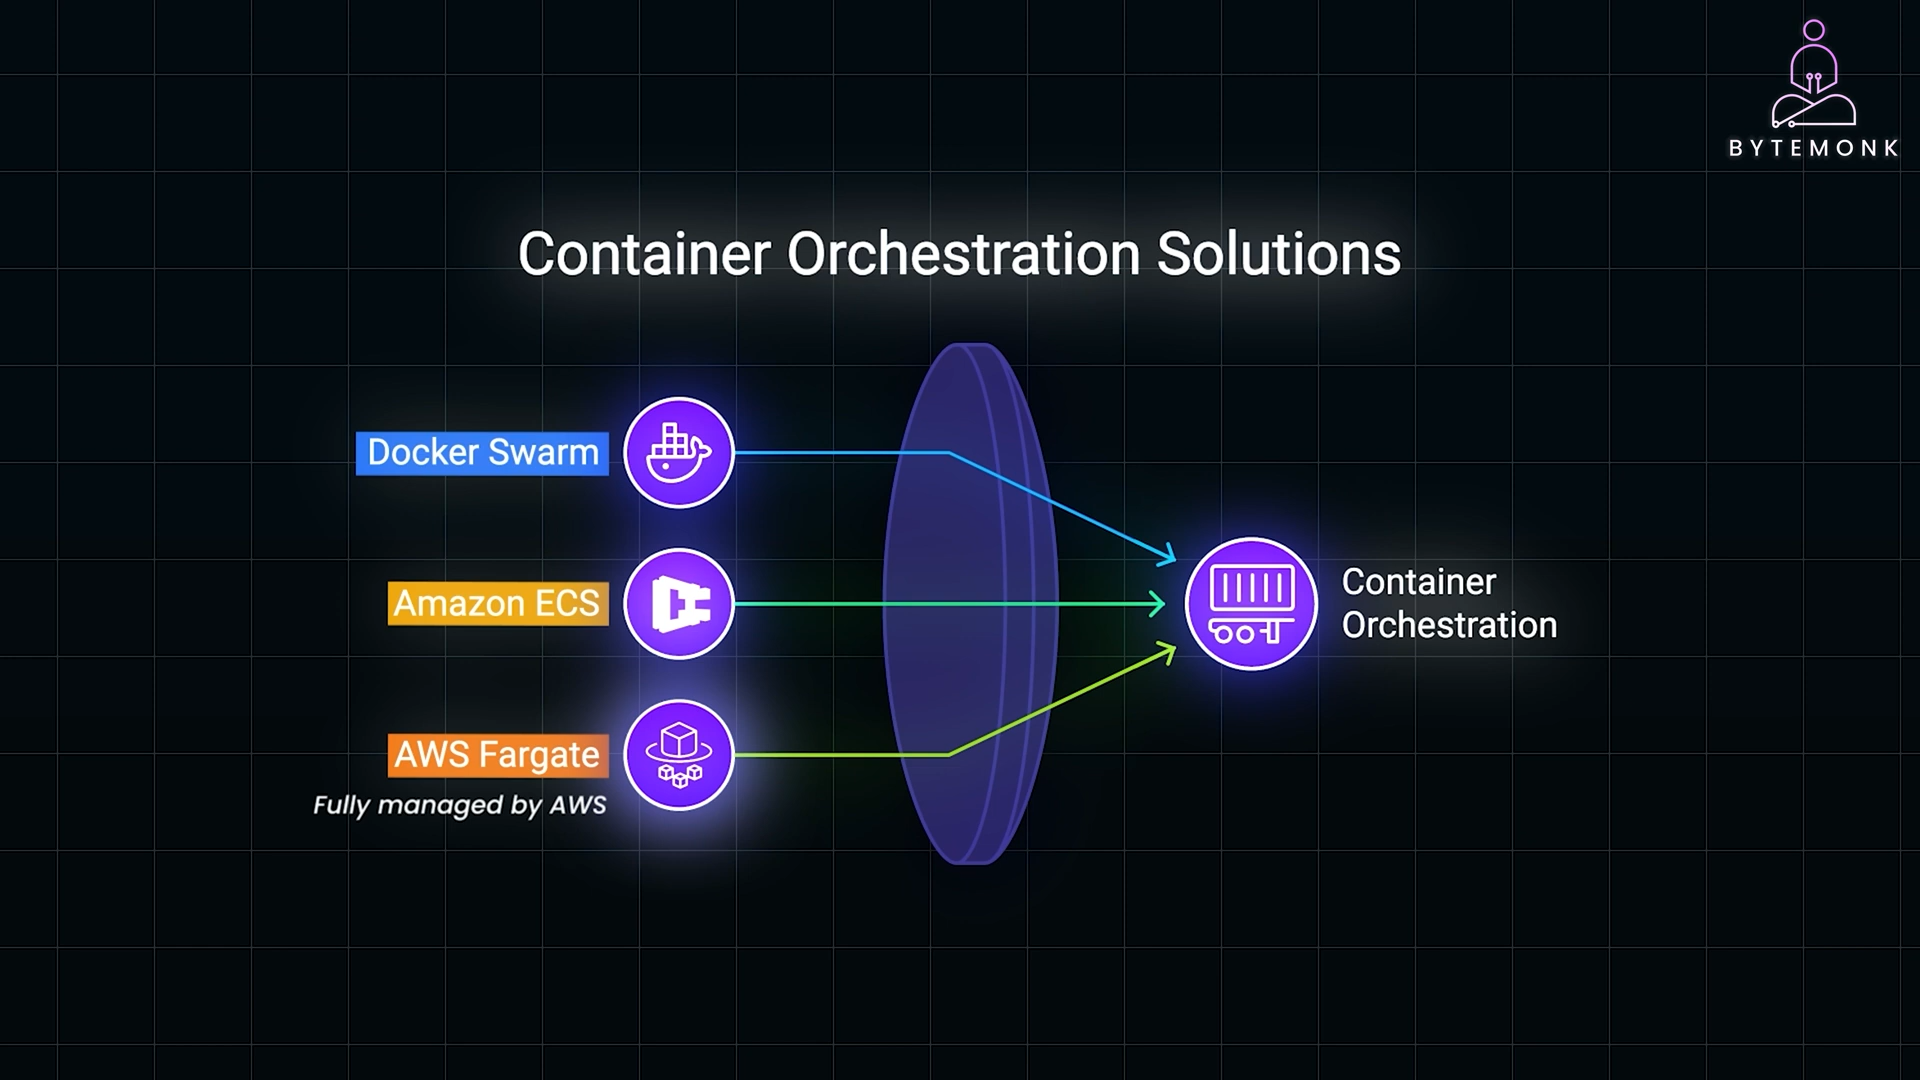 BYTEMONK
Container Orchestration Solutions
Docker Swarm
Amazon ECS
AWS Fargate
Fully managed by AWS
Container
Orchestration